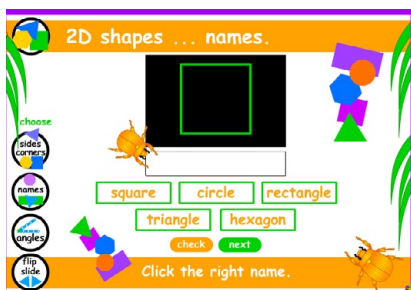 2D shapes ... names.
choose
sides
corners
names
angles
flip
slide
square circle rectangle
triangle hexagon
check next
Click the right name.